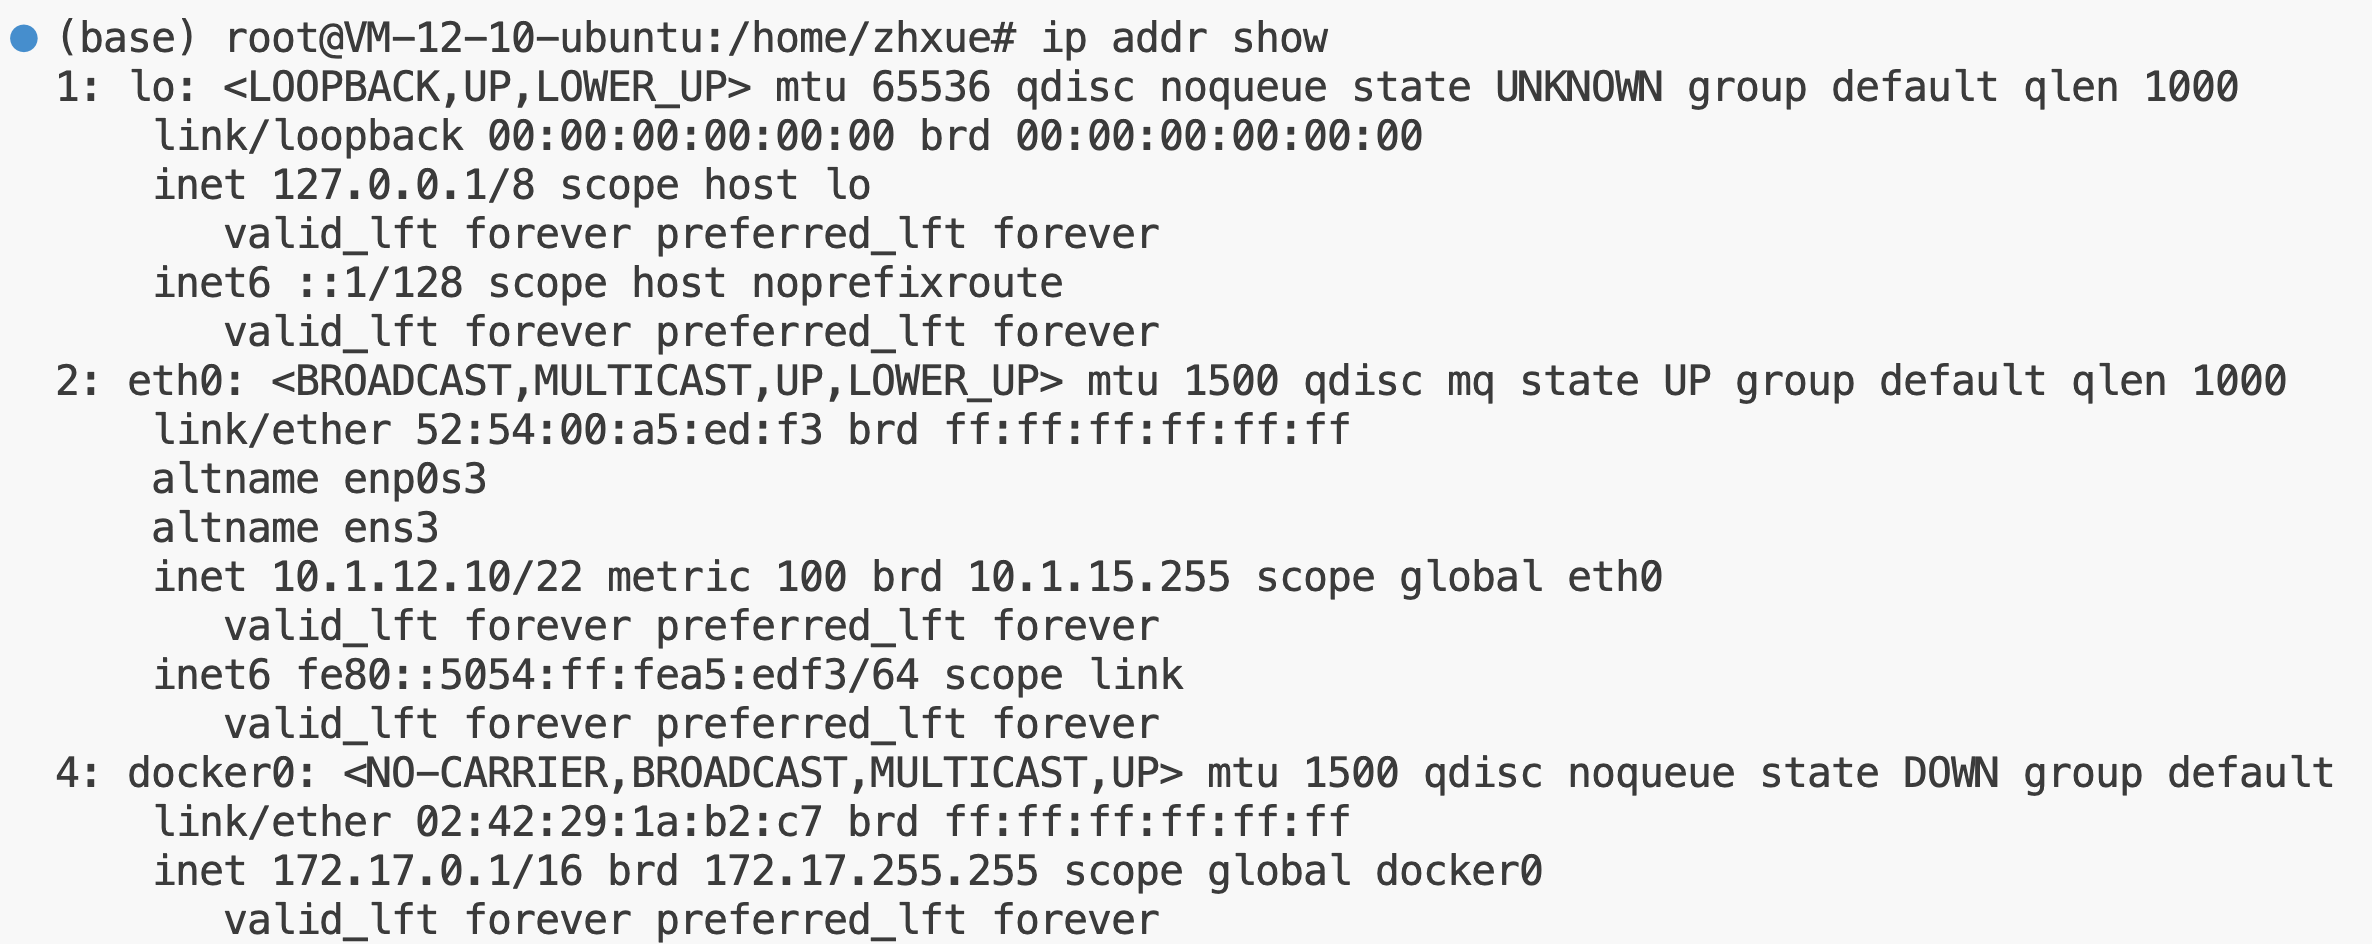 (base) root@VM-12-10-ubuntu:/home/zhxue# ip addr show
1: lo: <LOOPBACK,UP,LOWER_UP> mtu 65536 qdisc noqueue state UNKNOWN group default qlen 1000
    link/loopback 00:00:00:00:00:00 brd 00:00:00:00:00:00
    inet 127.0.0.1/8 scope host lo
       valid_lft forever preferred_lft forever
    inet6 ::1/128 scope host noprefixroute
       valid_lft forever preferred_lft forever
2: eth0: <BROADCAST,MULTICAST,UP,LOWER_UP> mtu 1500 qdisc mq state UP group default qlen 1000
    link/ether 52:54:00:a5:ed:f3 brd ff:ff:ff:ff:ff:ff
    altname enp0s3
    altname ens3
    inet 10.1.12.10/22 metric 100 brd 10.1.15.255 scope global eth0
       valid_lft forever preferred_lft forever
    inet6 fe80::5054:ff:fea5:edf3/64 scope link
       valid_lft forever preferred_lft forever
4: docker0: <NO-CARRIER,BROADCAST,MULTICAST,UP> mtu 1500 qdisc noqueue state DOWN group default
    link/ether 02:42:29:1a:b2:c7 brd ff:ff:ff:ff:ff:ff
    inet 172.17.0.1/16 brd 172.17.255.255 scope global docker0
       valid_lft forever preferred_lft forever